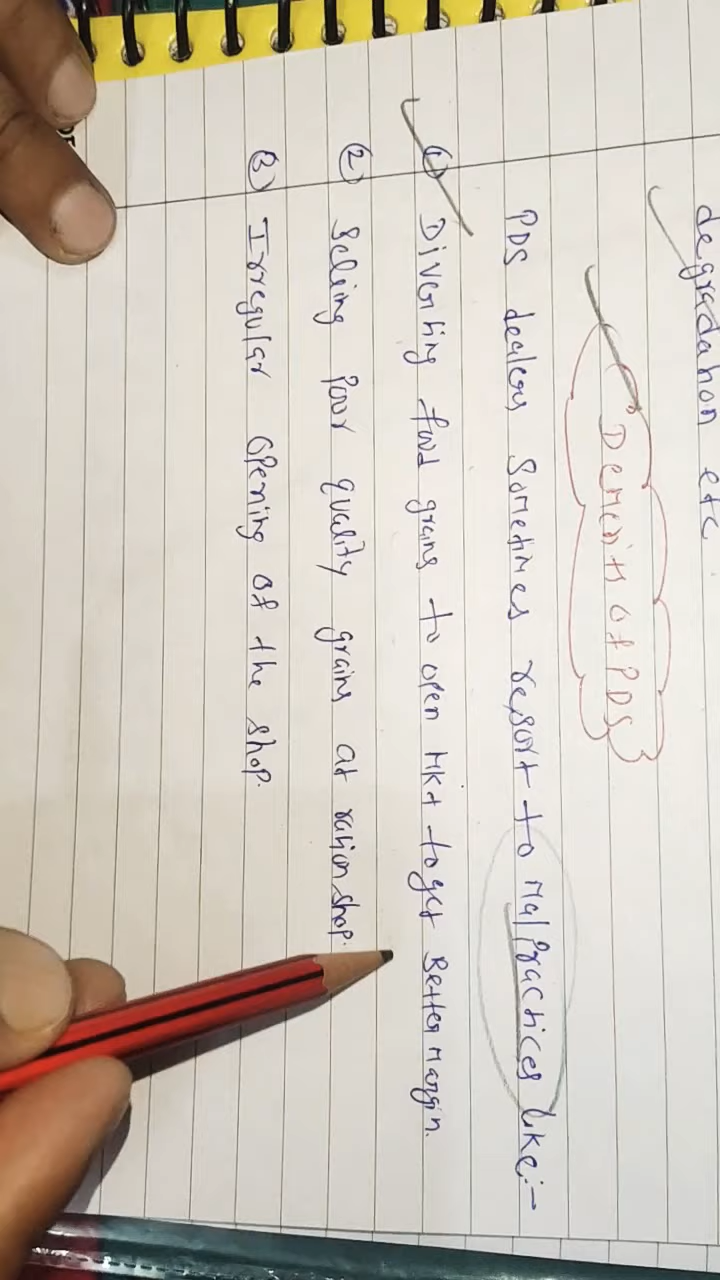 degradation etc.
Demerit of PDS
PDS dealers Sometimes resort to Malpractices like:-
(1) Diverting food grains to open Mkt to get Better Margin.
(2) Selling Poor quality grains at ration shop.
(3) Irregular opening of the shop.